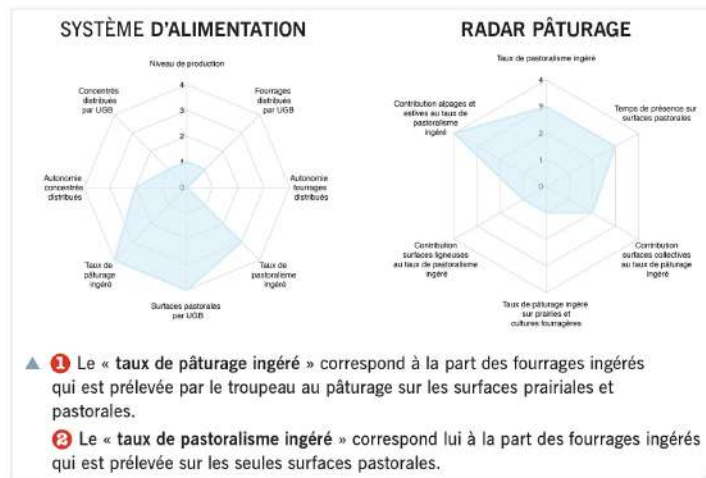 SYSTÈME D'ALIMENTATION
Niveau de production
Concentrés
distribués
par UGB
Fourrages
distribués
par UGB
4
3
2
1
0
Autonomie
concentrés
distribués
Autonomie
fourrages
distribués
Taux de
pâturage
ingéré
Taux de
pastoralisme
ingéré
Surfaces pastorales
par UGB
RADAR PÂTURAGE
Taux de pastoralisme ingéré
4
3
2
1
0
Contribution alpages et
estives au taux de
pastoralisme
ingéré
Temps de présence sur
surfaces pastorales
Contribution
surfaces ligneuses
au taux de pastoralisme
ingéré
Contribution
surfaces collectives
au taux de pâturage
ingéré
Taux de pâturage ingéré
sur prairies et
cultures fourragères
1 Le « taux de pâturage ingéré » correspond à la part des fourrages ingérés
qui est prélevée par le troupeau au pâturage sur les surfaces prairiales et
pastorales.
2 Le « taux de pastoralisme ingéré » correspond lui à la part des fourrages ingérés
qui est prélevée sur les seules surfaces pastorales.